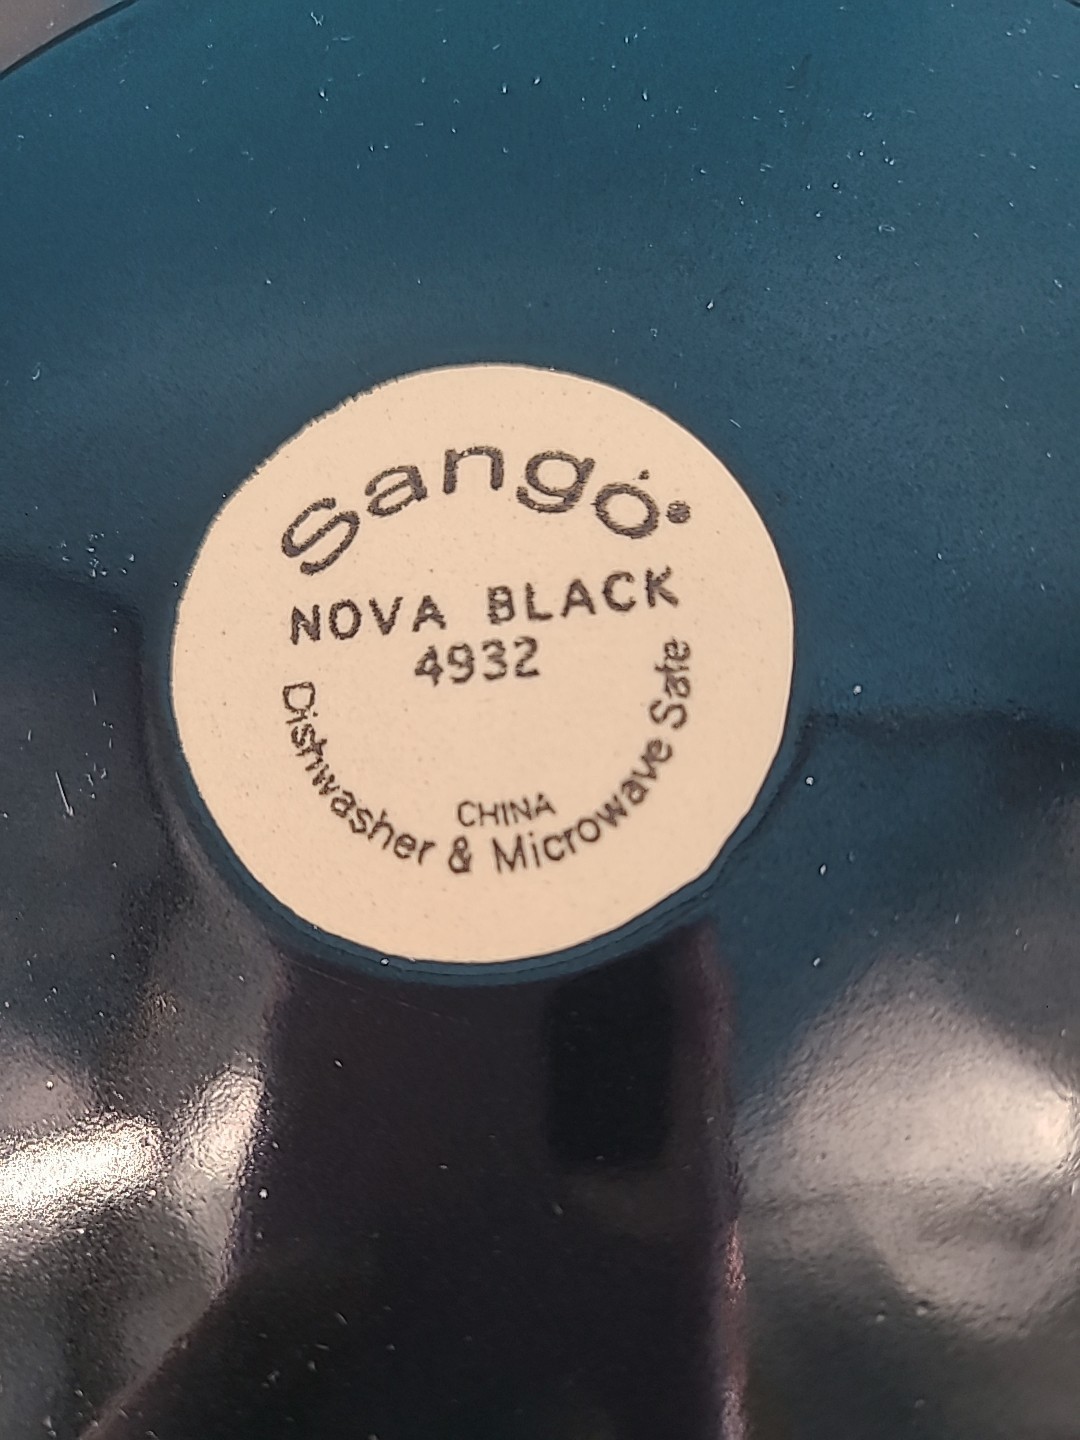 Sango®
NOVA BLACK
4932
CHINA
Dishwasher & Microwave Safe